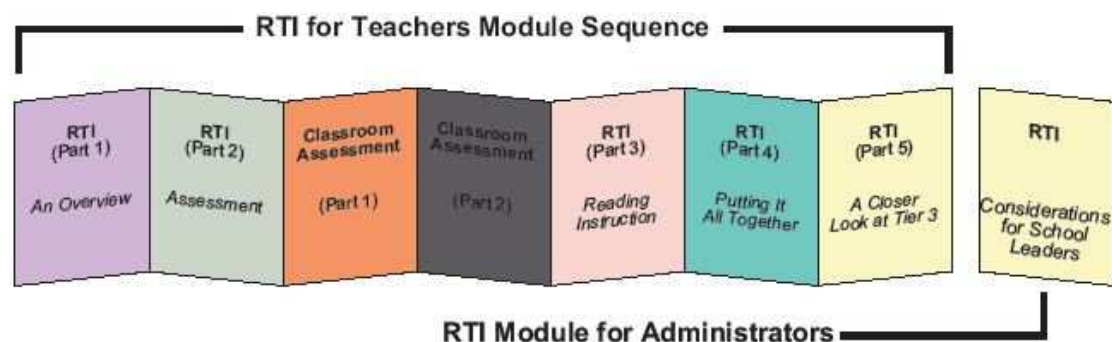 RTI for Teachers Module Sequence
RTI
(Part 1)
An Overview
RTI
(Part 2)
Assessment
Classroom
Assessment
(Part 1)
Classroom
Assessment
(Part 2)
RTI
(Part 3)
Reading
Instruction
RTI
(Part 4)
Putting It
All Together
RTI
(Part 5)
A Closer
Look at Tier 3
RTI
Considerations
for School
Leaders
RTI Module for Administrators